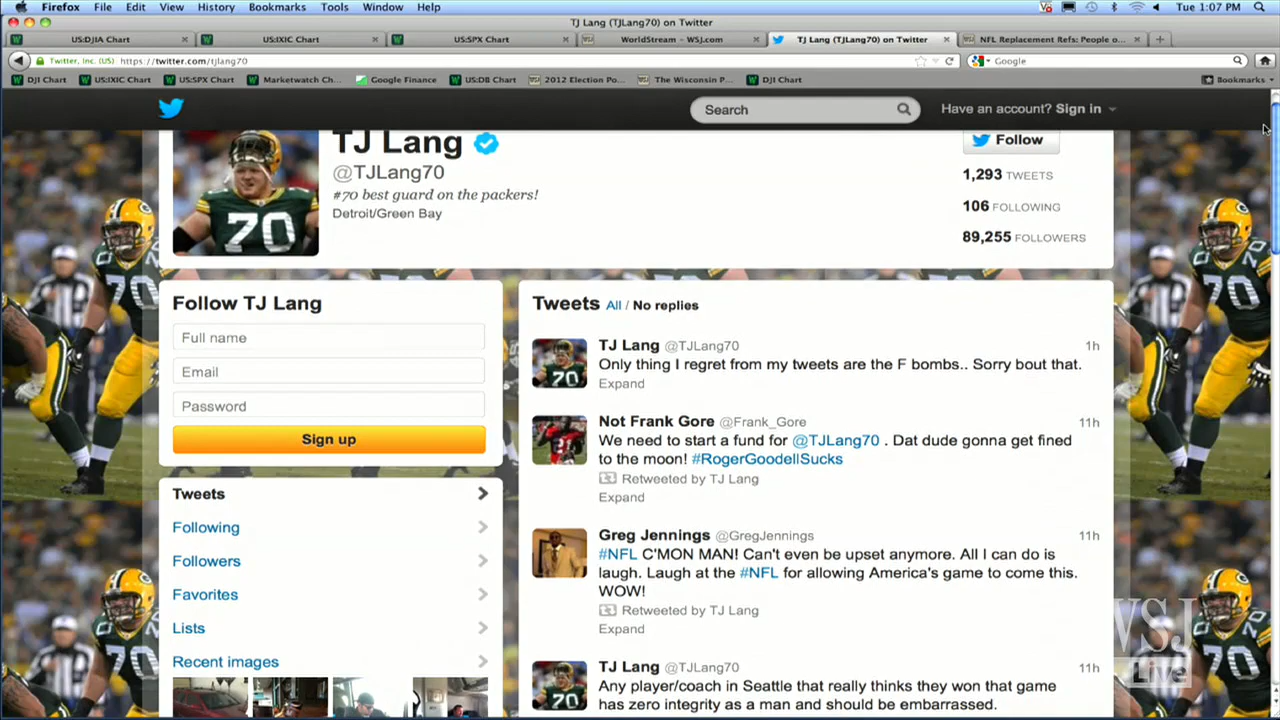 Firefox File Edit View History Bookmarks Tools Window Help Tue 1:07 PM
TJ Lang (TJLang70) on Twitter
US:DJIA Chart US:IXIC Chart US:SPX Chart WorldStream – WSJ.com TJ Lang (TJLang70) on Twitter NFL Replacement Refs: People o...
Twitter, Inc. (US) https://twitter.com/tjlang70 Google
DJI Chart US:IXIC Chart US:SPX Chart Marketwatch Ch... Google Finance US:DB Chart 2012 Election Po... The Wisconsin P... DJI Chart Bookmarks
Search
Have an account? Sign in
TJ Lang
@TJLang70
#70 best guard on the packers!
Detroit/Green Bay
Follow
1,293 TWEETS
106 FOLLOWING
89,255 FOLLOWERS
Follow TJ Lang
Full name
Email
Password
Sign up
Tweets
Following
Followers
Favorites
Lists
Recent images
Tweets All / No replies
TJ Lang @TJLang70 1h
Only thing I regret from my tweets are the F bombs.. Sorry bout that.
Expand
Not Frank Gore @Frank_Gore 11h
We need to start a fund for @TJLang70 . Dat dude gonna get fined
to the moon! #RogerGoodellSucks
Retweeted by TJ Lang
Expand
Greg Jennings @GregJennings 11h
#NFL C'MON MAN! Can't even be upset anymore. All I can do is
laugh. Laugh at the #NFL for allowing America's game to come this.
WOW!
Retweeted by TJ Lang
Expand
TJ Lang @TJLang70 11h
Any player/coach in Seattle that really thinks they won that game
has zero integrity as a man and should be embarrassed.
70
70
70
70
70
70
WSJ
Live